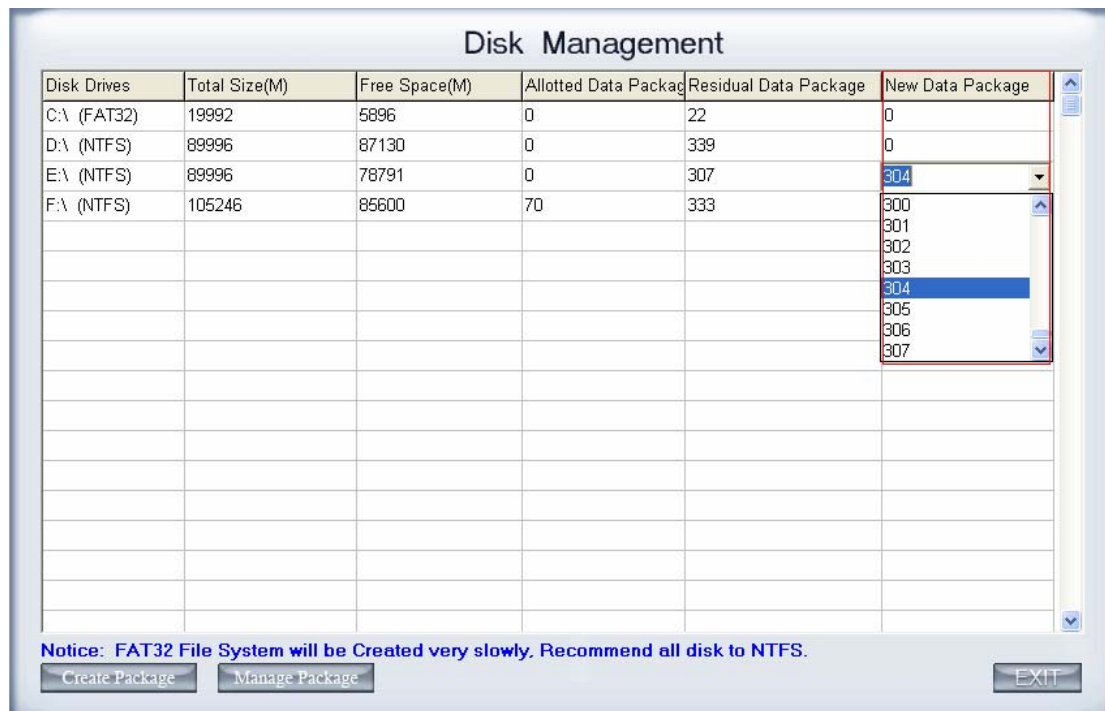 Disk Management
Disk Drives Total Size(M) Free Space(M) Allotted Data Packag Residual Data Package New Data Package
C:\ (FAT32) 19992 5896 0 22 0
D:\ (NTFS) 89996 87130 0 339 0
E:\ (NTFS) 89996 78791 0 307 304
F:\ (NTFS) 105246 85600 70 333 300
301
302
303
304
305
306
307
Notice: FAT32 File System will be Created very slowly, Recommend all disk to NTFS.
Create Package Manage Package EXIT